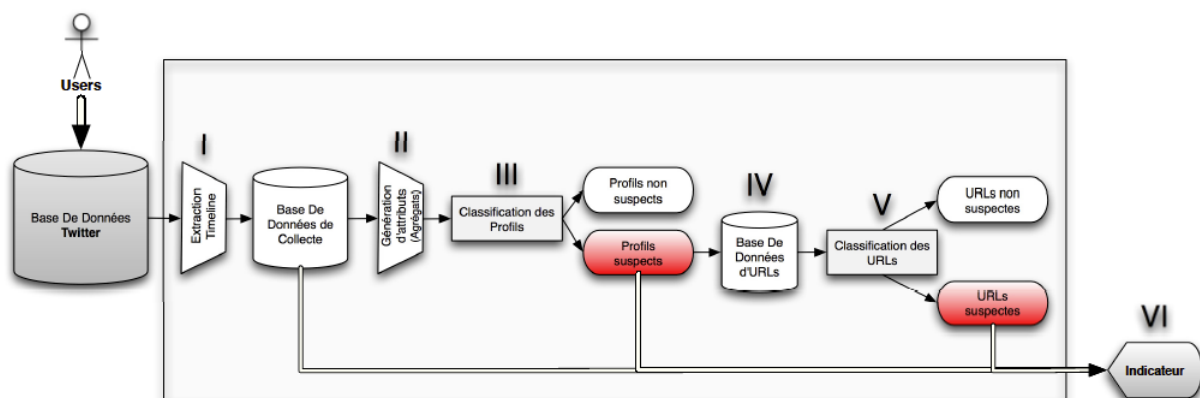 Users
Base De Données
Twitter
I
Extraction
Timeline
Base De
Données de
Collecte
II
Génération
d'attributs
(Agrégats)
III
Classification des
Profils
Profils non
suspects
Profils
suspects
IV
Base De
Données
d'URLs
V
Classification des
URLs
URLs non
suspectes
URLs
suspectes
VI
Indicateur